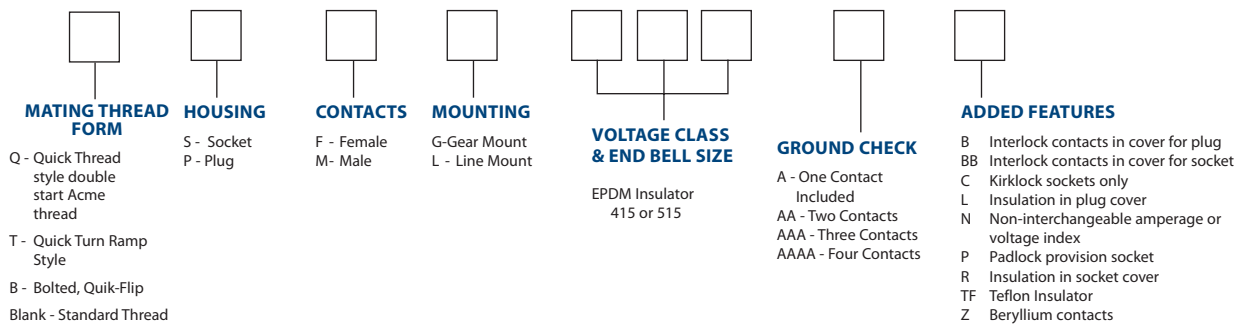 MATING THREAD
FORM
Q - Quick Thread
style double
start Acme
thread
T - Quick Turn Ramp
Style
B - Bolted, Quik-Flip
Blank - Standard Thread
HOUSING
S - Socket
P - Plug
CONTACTS
F - Female
M- Male
MOUNTING
G-Gear Mount
L - Line Mount
VOLTAGE CLASS
& END BELL SIZE
EPDM Insulator
415 or 515
GROUND CHECK
A - One Contact
Included
AA - Two Contacts
AAA - Three Contacts
AAAA - Four Contacts
ADDED FEATURES
B Interlock contacts in cover for plug
BB Interlock contacts in cover for socket
C Kirklock sockets only
L Insulation in plug cover
N Non-interchangeable amperage or
voltage index
P Padlock provision socket
R Insulation in socket cover
TF Teflon Insulator
Z Beryllium contacts